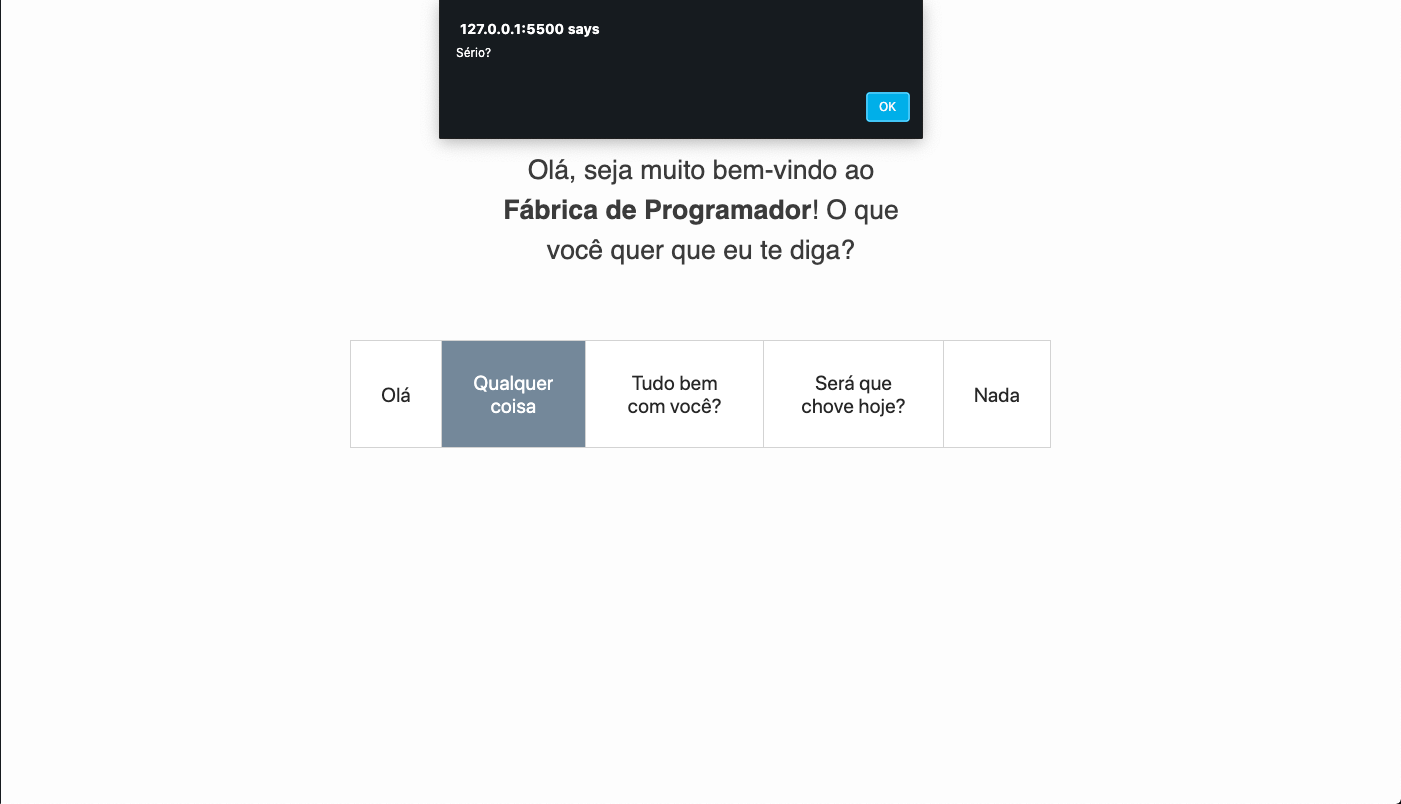 127.0.0.1:5500 says
Sério?
OK
Olá, seja muito bem-vindo ao
Fábrica de Programador! O que
você quer que eu te diga?
Olá
Qualquer
coisa
Tudo bem
com você?
Será que
chove hoje?
Nada